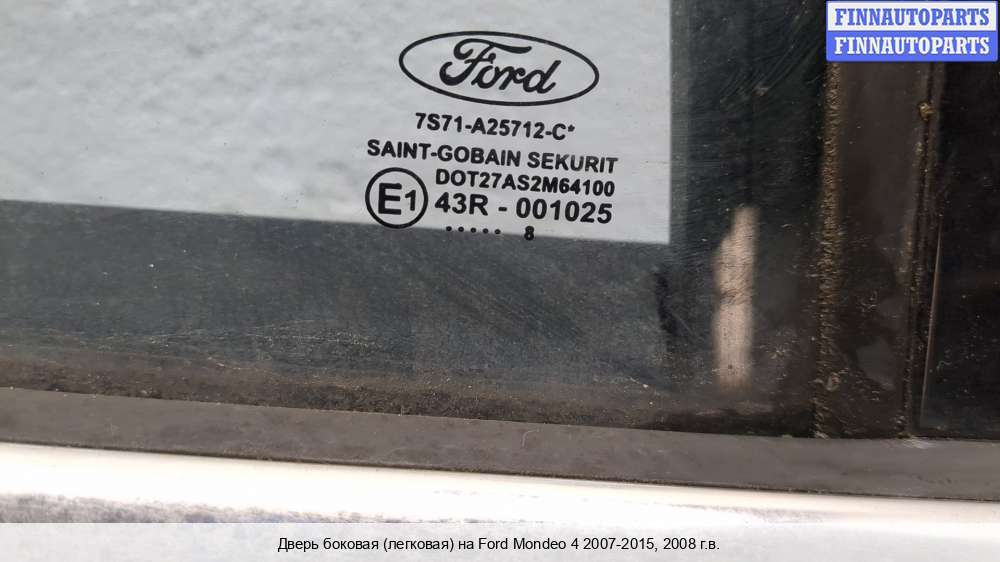 FINNAUTOPARTS
FINNAUTOPARTS
Ford
7S71-A25712-C*
SAINT-GOBAIN SEKURIT
DOT27AS2M64100
E1 43R - 001025
..... 8
Дверь боковая (легковая) на Ford Mondeo 4 2007-2015, 2008 г.в.